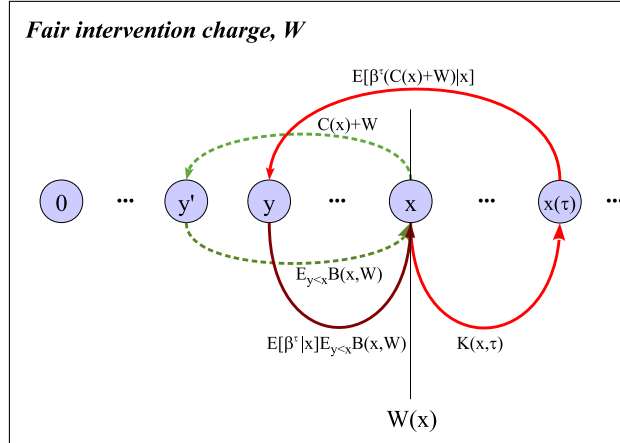 Fair intervention charge, W
E[β^τ(C(x)+W)|x]
C(x)+W
0 ... y' y ... x ... x(τ) ...
E_{y<x}B(x,W)
E[β^τ|x]E_{y<x}B(x,W) K(x,τ)
W(x)